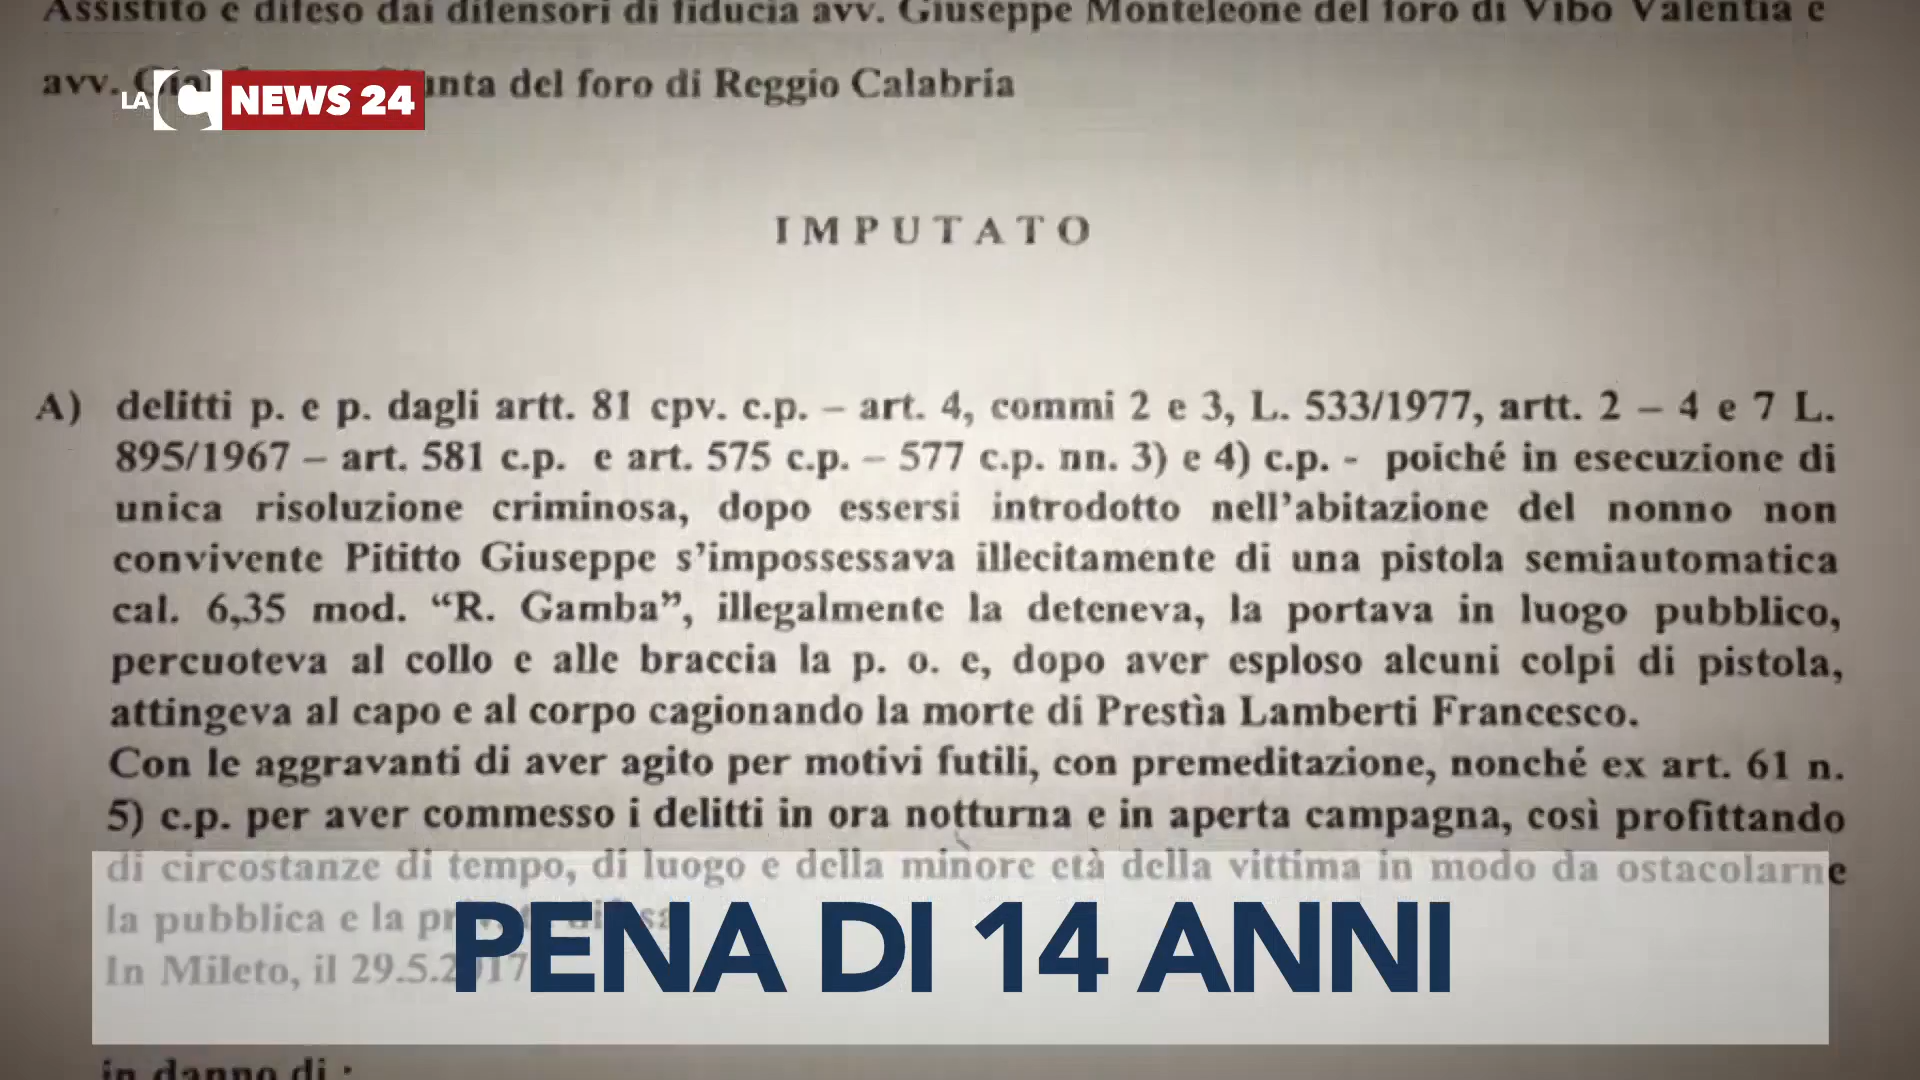 Assistito e difeso dai difensori di fiducia avv. Giuseppe Monteleone del foro di Vibo Valentia e
avv. del foro di Reggio Calabria
LA C NEWS 24
IMPUTATO
A) delitti p. e p. dagli artt. 81 cpv. c.p. – art. 4, commi 2 e 3, L. 533/1977, artt. 2 – 4 e 7 L.
895/1967 – art. 581 c.p. e art. 575 c.p. – 577 c.p. nn. 3) e 4) c.p. - poiché in esecuzione di
unica risoluzione criminosa, dopo essersi introdotto nell'abitazione del nonno non
convivente Pititto Giuseppe s'impossessava illecitamente di una pistola semiautomatica
cal. 6,35 mod. “R. Gamba”, illegalmente la deteneva, la portava in luogo pubblico,
percuoteva al collo e alle braccia la p. o. e, dopo aver esploso alcuni colpi di pistola,
attingeva al capo e al corpo cagionando la morte di Prestìa Lamberti Francesco.
Con le aggravanti di aver agito per motivi futili, con premeditazione, nonché ex art. 61 n.
5) c.p. per aver commesso i delitti in ora notturna e in aperta campagna, così profittando
di circostanze di tempo, di luogo e della minore età della vittima in modo da ostacolarne
la pubblica e la
In Mileto, il 29.5.2017
PENA DI 14 ANNI
in danno di :